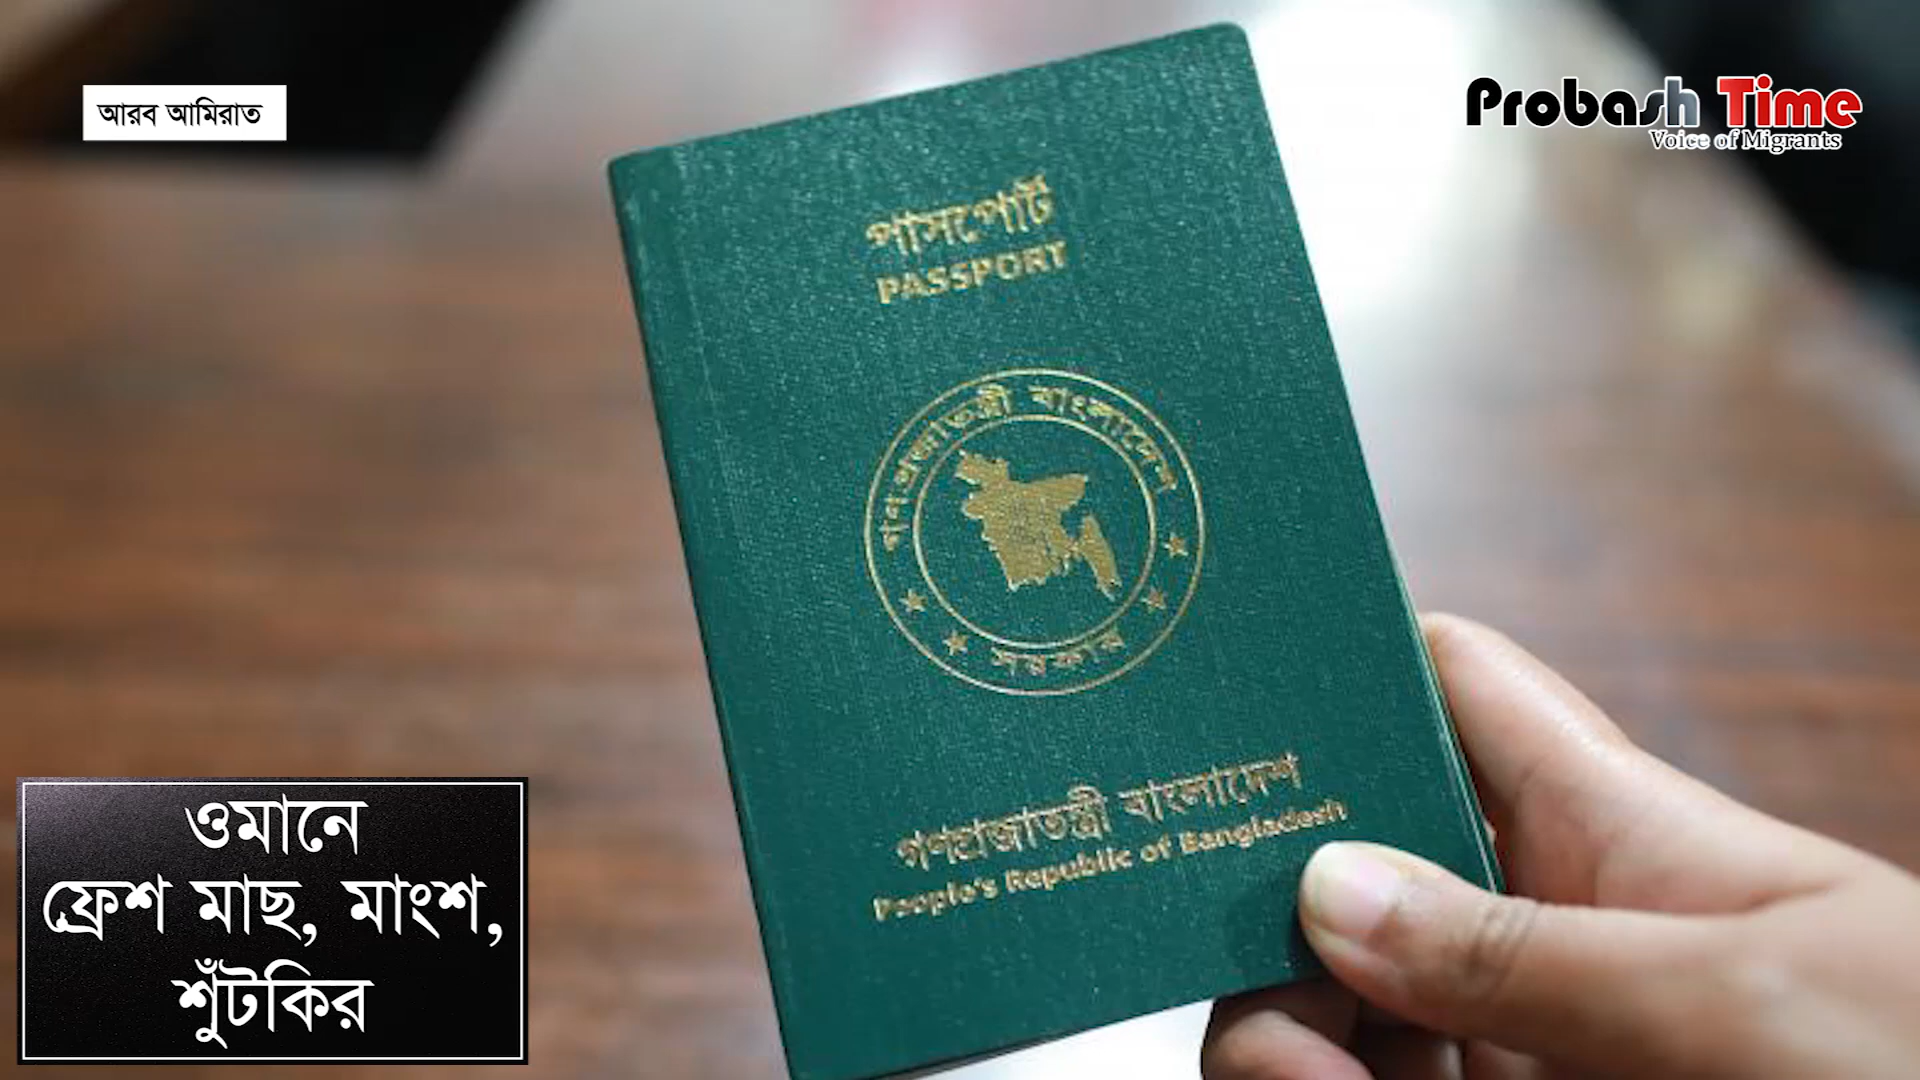 আরব আমিরাত
Probash Time
Voice of Migrants
পাসপোর্ট
PASSPORT
গণপ্রজাতন্ত্রী বাংলাদেশ
সরকার
গণপ্রজাতন্ত্রী বাংলাদেশ
People's Republic of Bangladesh
ওমানে
ফ্রেশ মাছ, মাংশ,
শুঁটকির